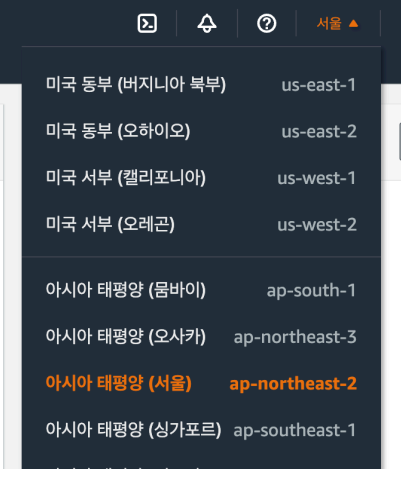 서울 ▲
미국 동부 (버지니아 북부) us-east-1
미국 동부 (오하이오) us-east-2
미국 서부 (캘리포니아) us-west-1
미국 서부 (오레곤) us-west-2
아시아 태평양 (뭄바이) ap-south-1
아시아 태평양 (오사카) ap-northeast-3
아시아 태평양 (서울) ap-northeast-2
아시아 태평양 (싱가포르) ap-southeast-1